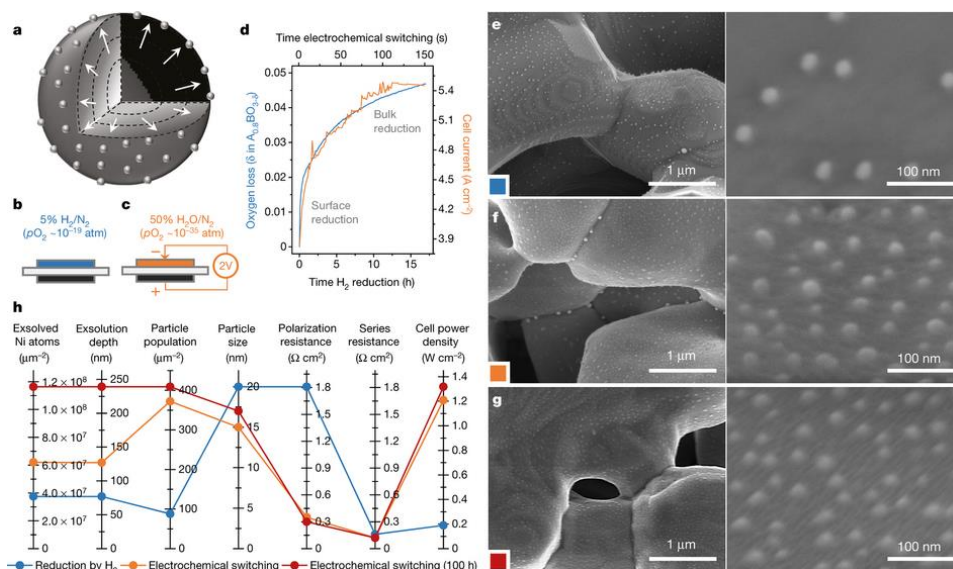 a
b
5% H₂/N₂
(pO₂ ~10⁻¹⁹ atm)
c
50% H₂O/N₂
(pO₂ ~10⁻³⁵ atm)
−
2V
+
d
Time electrochemical switching (s)
0 25 50 75 100 125 150
Oxygen loss (δ in A₀.₈BO₃₋δ)
0.05
0.04
0.03
0.02
0.01
0
Bulk
reduction
Surface
reduction
5.4
5.1
4.8
4.5
4.2
3.9
Cell current
(A cm⁻²)
0 5 10 15
Time H₂ reduction (h)
e
1 μm
100 nm
f
1 μm
100 nm
g
1 μm
100 nm
h
Exsolved
Ni atoms
(μm⁻²)
1.2 × 10⁸
1.0 × 10⁸
8.0 × 10⁷
6.0 × 10⁷
4.0 × 10⁷
2.0 × 10⁷
0
Exsolution
depth
(nm)
250
200
150
100
50
0
Particle
population
(μm⁻²)
400
300
200
100
0
Particle
size
(nm)
20
15
10
5
0
Polarization
resistance
(Ω cm²)
1.8
1.5
1.2
0.9
0.6
0.3
0
Series
resistance
(Ω cm²)
1.8
1.5
1.2
0.9
0.6
0.3
0
Cell power
density
(W cm⁻²)
1.4
1.2
1.0
0.8
0.6
0.4
0.2
0
Reduction by H₂
Electrochemical switching
Electrochemical switching (100 h)